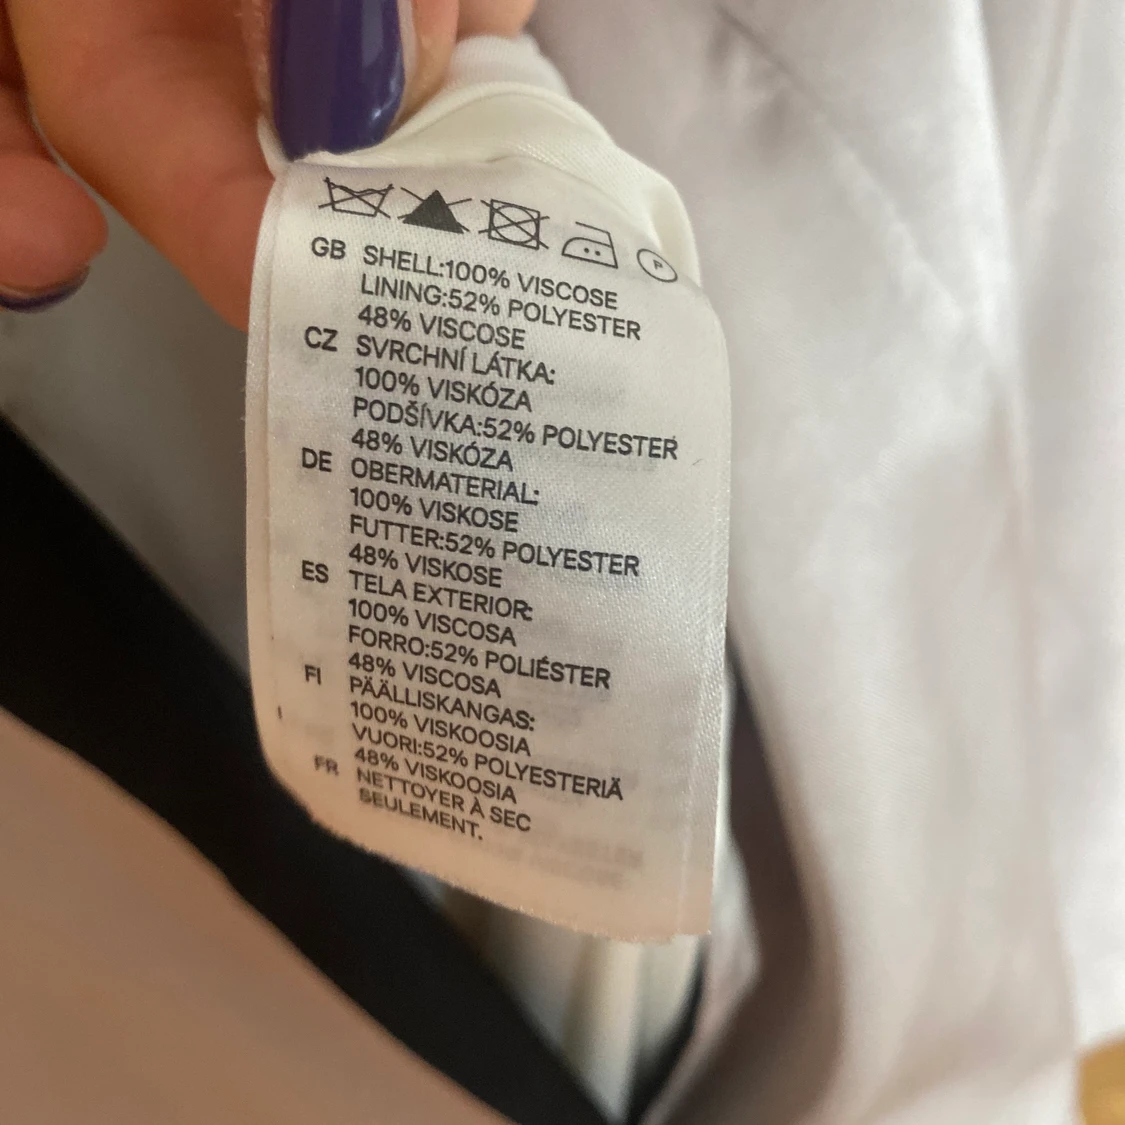 P
GB SHELL:100% VISCOSE
LINING:52% POLYESTER
48% VISCOSE
CZ SVRCHNÍ LÁTKA:
100% VISKÓZA
PODŠÍVKA:52% POLYESTER
48% VISKÓZA
DE OBERMATERIAL:
100% VISKOSE
FUTTER:52% POLYESTER
48% VISKOSE
ES TELA EXTERIOR:
100% VISCOSA
FORRO:52% POLIÉSTER
48% VISCOSA
FI PÄÄLLISKANGAS:
100% VISKOOSIA
VUORI:52% POLYESTERIÄ
48% VISKOOSIA
FR NETTOYER À SEC
SEULEMENT.